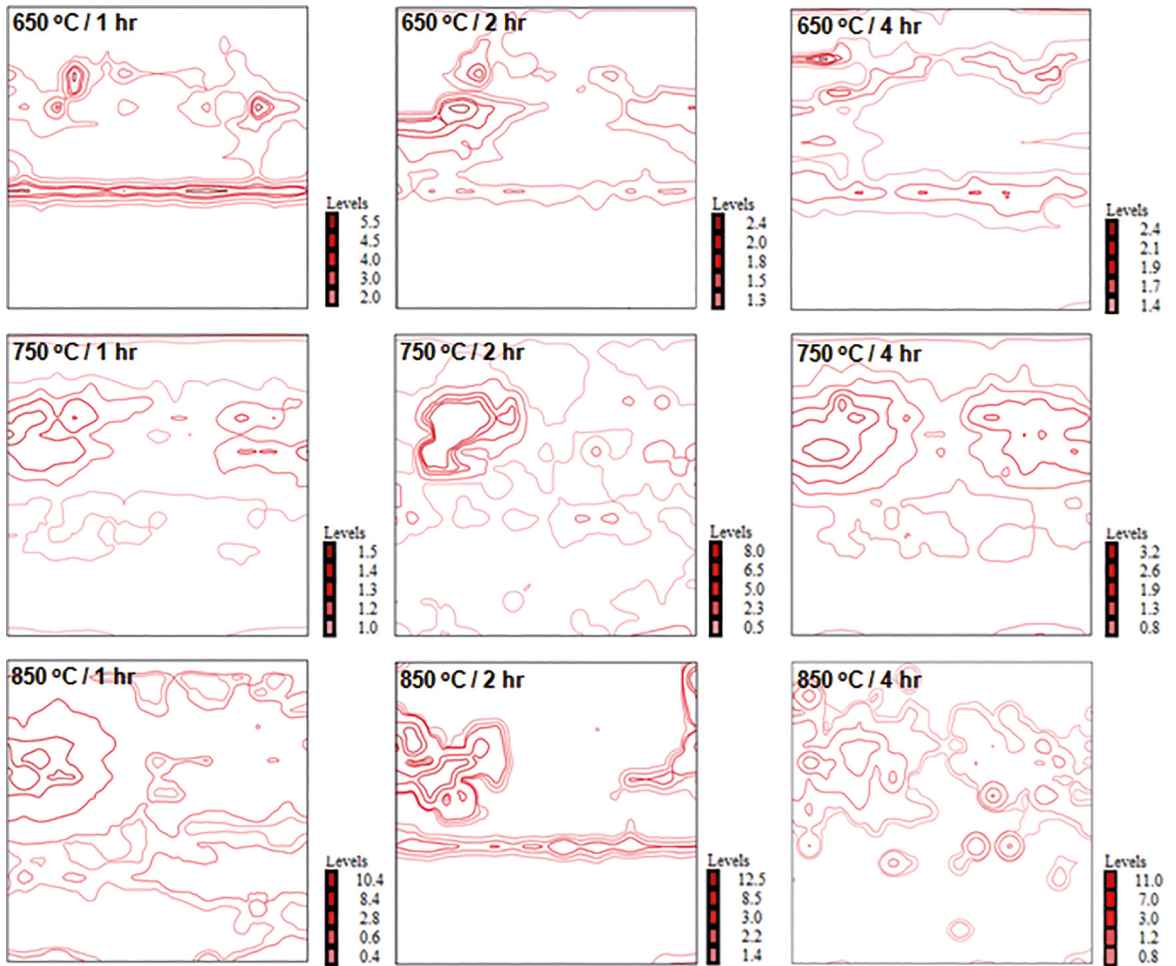 650 °C / 1 hr
Levels
5.5
4.5
4.0
3.0
2.0
650 °C / 2 hr
Levels
2.4
2.0
1.8
1.5
1.3
650 °C / 4 hr
Levels
2.4
2.1
1.9
1.7
1.4
750 °C / 1 hr
Levels
1.5
1.4
1.3
1.2
1.0
750 °C / 2 hr
Levels
8.0
6.5
5.0
2.3
0.5
750 °C / 4 hr
Levels
3.2
2.6
1.9
1.3
0.8
850 °C / 1 hr
Levels
10.4
8.4
2.8
0.6
0.4
850 °C / 2 hr
Levels
12.5
8.5
3.0
2.2
1.4
850 °C / 4 hr
Levels
11.0
7.0
3.0
1.2
0.8